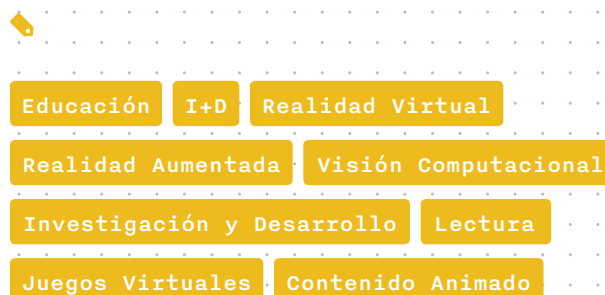 Educación I+D Realidad Virtual
Realidad Aumentada Visión Computacional
Investigación y Desarrollo Lectura
Juegos Virtuales Contenido Animado